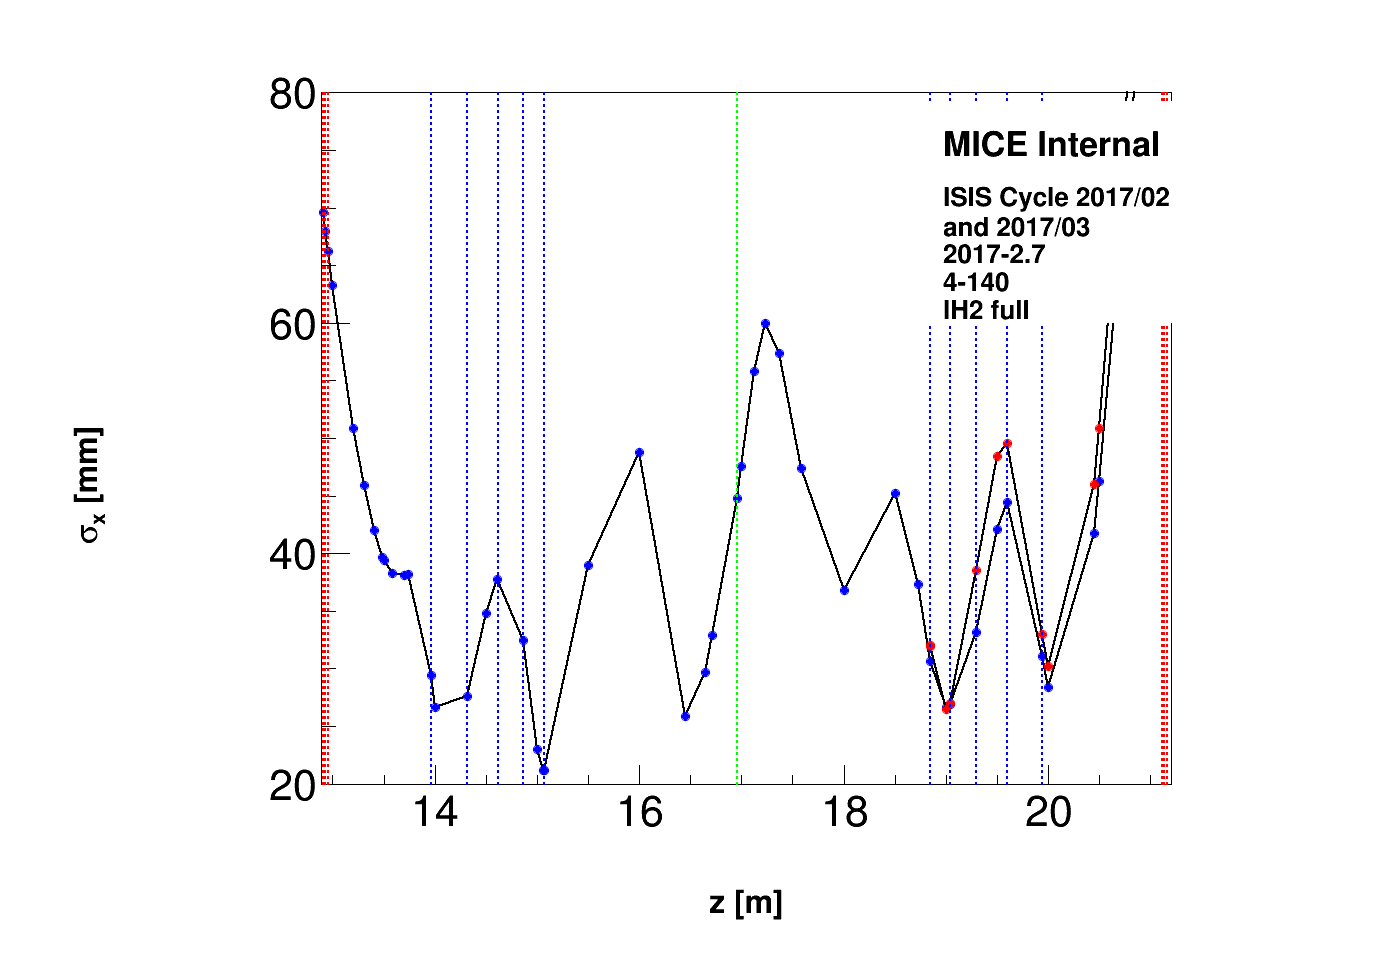 80
MICE Internal
ISIS Cycle 2017/02
and 2017/03
2017-2.7
4-140
IH2 full
60
σx [mm]
40
20
14 16 18 20
z [m]